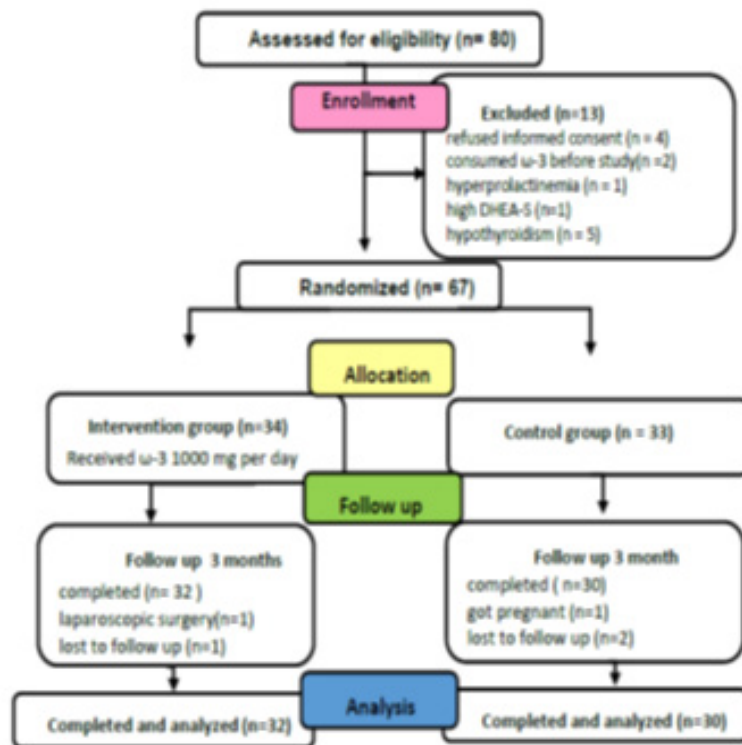 Assessed for eligibility (n= 80)
Enrollment
Excluded (n=13)
refused informed consent (n = 4)
consumed ω-3 before study(n =2)
hyperprolactinemia (n = 1)
high DHEA-S (n=1)
hypothyroidism (n = 5)
Randomized (n= 67)
Allocation
Intervention group (n=34)
Received ω-3 1000 mg per day
Control group (n = 33)
Follow up
Follow up  3 months
completed (n= 32 )
laparoscopic surgery(n=1)
lost to follow up (n=1)
Follow up 3 month
completed ( n=30)
got pregnant (n=1)
lost to follow up (n=2)
Analysis
Completed and analyzed (n=32)
Completed and analyzed (n=30)